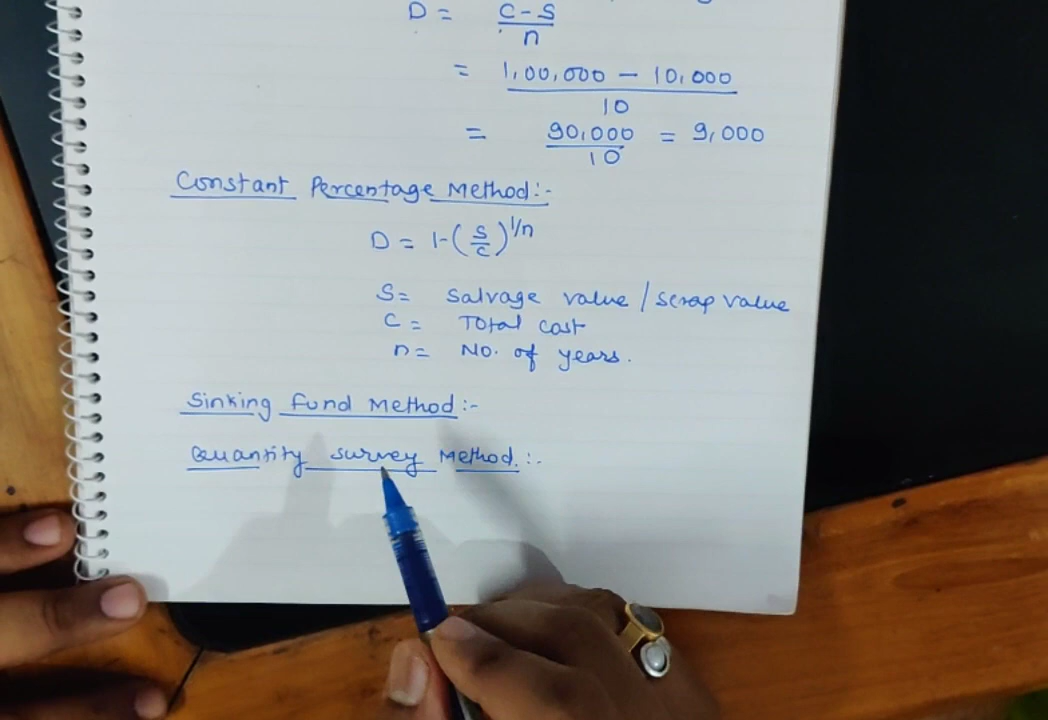 D = C - S / n
= 1,00,000 - 10,000 / 10
= 90,000 / 10 = 9,000
Constant Percentage Method:-
D = 1-(S/C)^1/n
S= Salvage value / Scrap value
C = Total cost
n= No. of years.
Sinking Fund Method:-
Quantity survey Method.:-